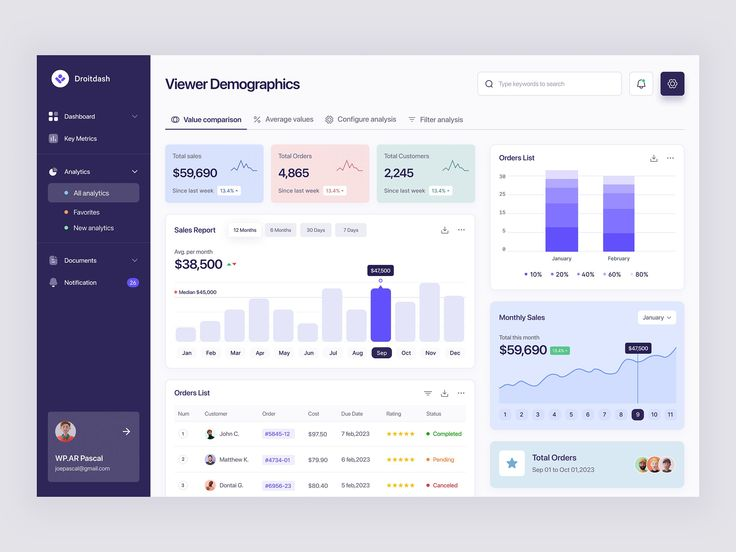 Droitdash
Dashboard
Key Metrics
Analytics
All analytics
Favorites
New analytics
Documents
Notification
26
WP.AR Pascal
joepascal@gmail.com
Viewer Demographics
Type keywords to search
Value comparison
Average values
Configure analysis
Filter analysis
Total sales
$59,690
Since last week 13.4%
Total Orders
4,865
Since last week 13.4%
Total Customers
2,245
Since last week 13.4%
Sales Report
12 Months
6 Months
30 Days
7 Days
Avg. per month
$38,500
$47,500
Median $45,000
Jan Feb Mar Apr May Jun Jul Aug Sep Oct Nov Dec
Orders List
Num Customer Order Cost Due Date Rating Status
1 John C. #5845-12 $97.50 7 feb,2023 Completed
2 Matthew K. #4734-01 $79.90 6 feb,2023 Pending
3 Dontal G. #6956-23 $80.40 5 feb,2023 Canceled
Orders List
30
25
15
5
0
January February
10% 20% 40% 60% 80%
Monthly Sales
January
Total this month
$59,690 13.4%
$47,500
1 2 3 4 5 6 7 8 9 10 11
Total Orders
Sep 01 to Oct 01,2023